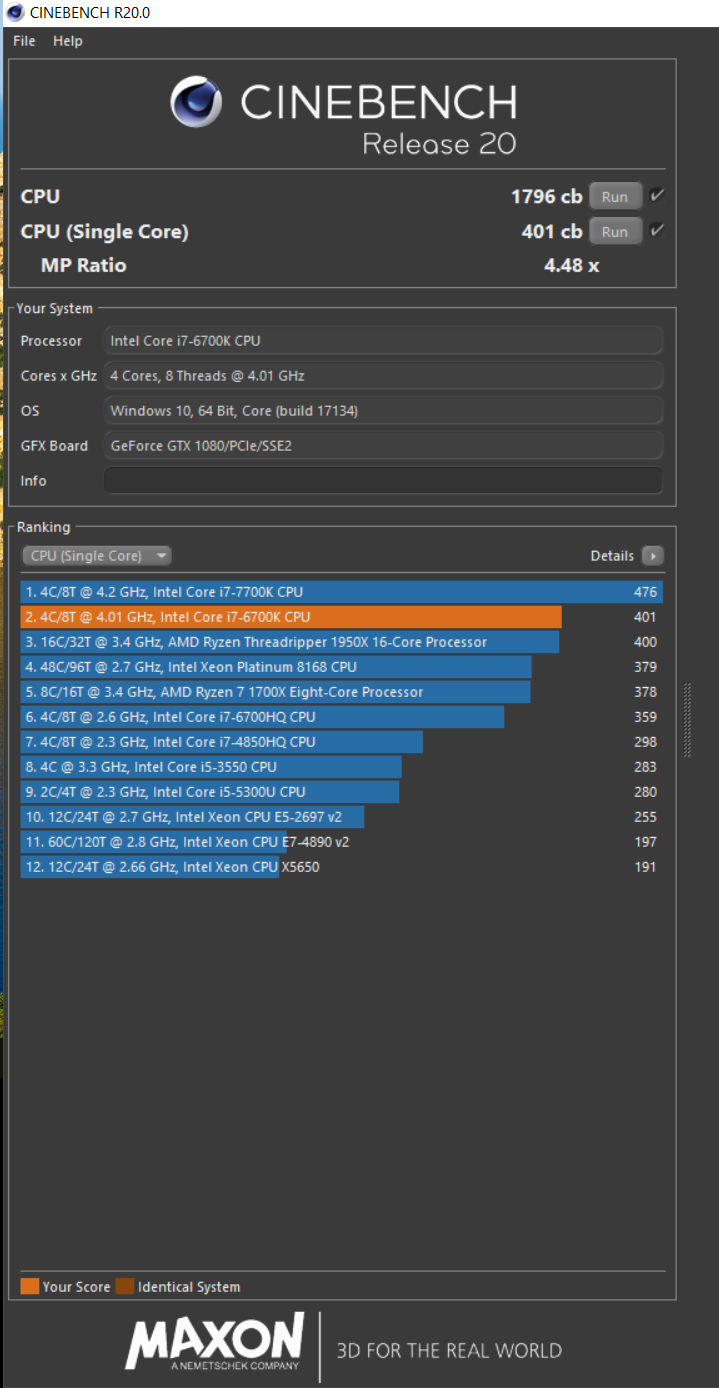 CINEBENCH R20.0
File Help
CINEBENCH
Release 20
CPU 1796 cb Run
CPU (Single Core) 401 cb Run
MP Ratio 4.48 x
Your System
Processor Intel Core i7-6700K CPU
Cores x GHz 4 Cores, 8 Threads @ 4.01 GHz
OS Windows 10, 64 Bit, Core (build 17134)
GFX Board GeForce GTX 1080/PCIe/SSE2
Info
Ranking
CPU (Single Core) Details
1. 4C/8T @ 4.2 GHz, Intel Core i7-7700K CPU 476
2. 4C/8T @ 4.01 GHz, Intel Core i7-6700K CPU 401
3. 16C/32T @ 3.4 GHz, AMD Ryzen Threadripper 1950X 16-Core Processor 400
4. 48C/96T @ 2.7 GHz, Intel Xeon Platinum 8168 CPU 379
5. 8C/16T @ 3.4 GHz, AMD Ryzen 7 1700X Eight-Core Processor 378
6. 4C/8T @ 2.6 GHz, Intel Core i7-6700HQ CPU 359
7. 4C/8T @ 2.3 GHz, Intel Core i7-4850HQ CPU 298
8. 4C @ 3.3 GHz, Intel Core i5-3550 CPU 283
9. 2C/4T @ 2.3 GHz, Intel Core i5-5300U CPU 280
10. 12C/24T @ 2.7 GHz, Intel Xeon CPU E5-2697 v2 255
11. 60C/120T @ 2.8 GHz, Intel Xeon CPU E7-4890 v2 197
12. 12C/24T @ 2.66 GHz, Intel Xeon CPU X5650 191
Your Score Identical System
MAXON
A NEMETSCHEK COMPANY
3D FOR THE REAL WORLD